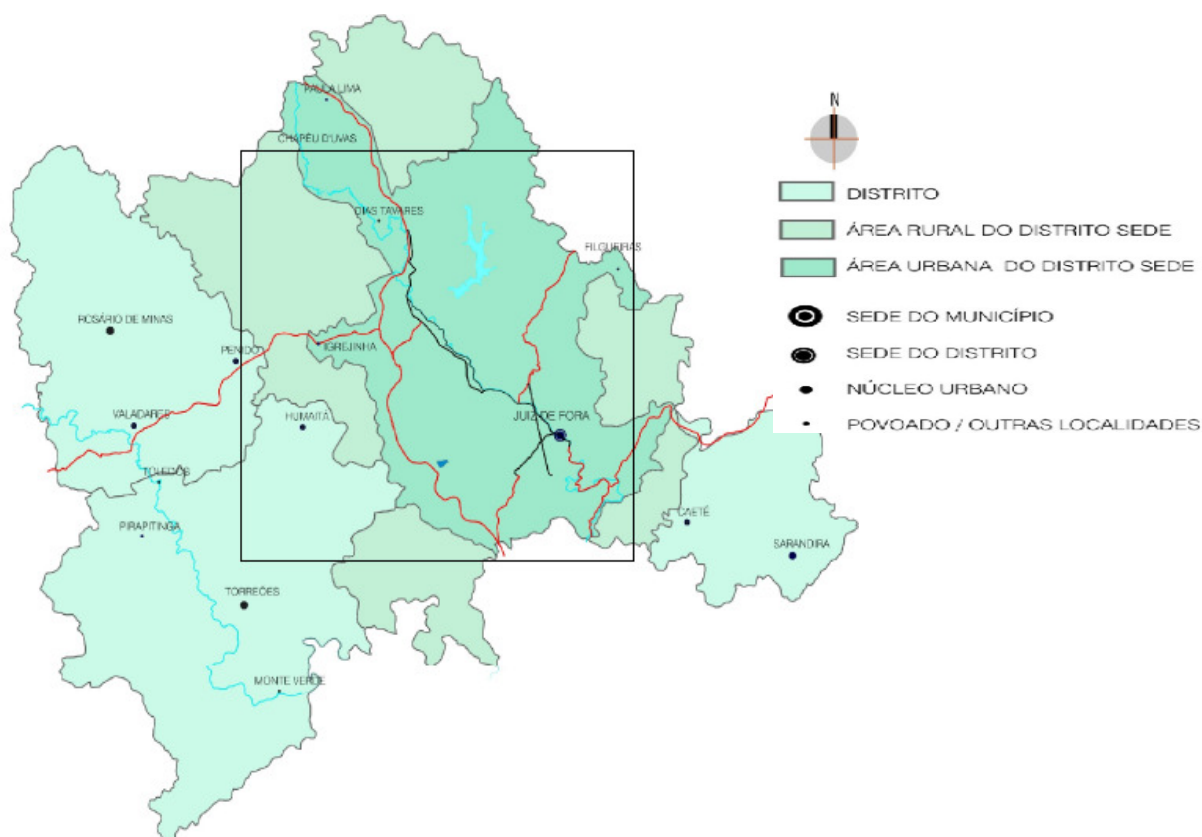 PAULA LIMA
CHAPÉU D'UVAS
DIAS TAVARES
FILGUEIRAS
ROSÁRIO DE MINAS
PENIDO
IGREJINHA
VALADARES
HUMAITÁ
JUIZ DE FORA
TOLEDOS
PIRAPITINGA
CAETÉ
SARANDIRA
TORREÕES
MONTE VERDE
N
DISTRITO
ÁREA RURAL DO DISTRITO SEDE
ÁREA URBANA DO DISTRITO SEDE
SEDE DO MUNICÍPIO
SEDE DO DISTRITO
NÚCLEO URBANO
POVOADO / OUTRAS LOCALIDADES